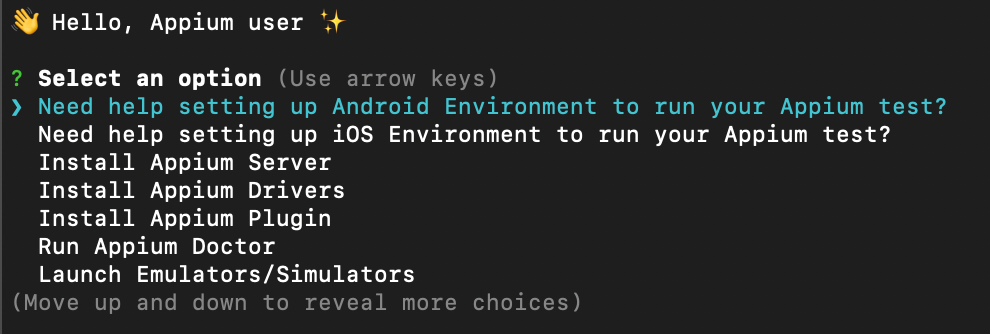 👋 Hello, Appium user ✨
? Select an option (Use arrow keys)
❯ Need help setting up Android Environment to run your Appium test?
Need help setting up iOS Environment to run your Appium test?
Install Appium Server
Install Appium Drivers
Install Appium Plugin
Run Appium Doctor
Launch Emulators/Simulators
(Move up and down to reveal more choices)